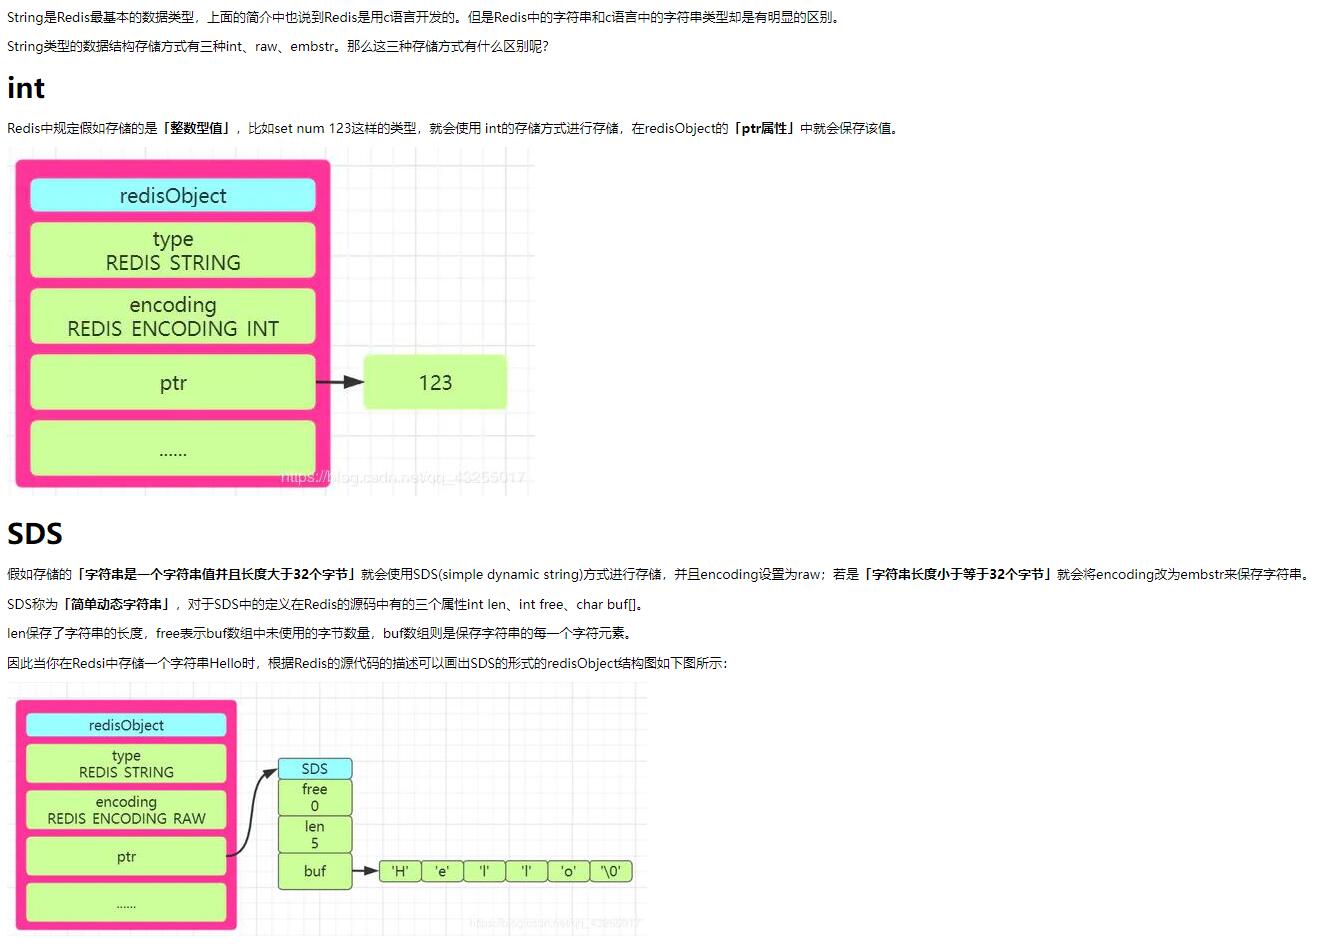 String是Redis最基本的数据类型，上面的简介中也说到Redis是用c语言开发的。但是Redis中的字符串和c语言中的字符串类型却是有明显的区别。
String类型的数据结构存储方式有三种int、raw、embstr。那么这三种存储方式有什么区别呢?
int
Redis中规定假如存储的是「整数型值」，比如set num 123这样的类型，就会使用 int的存储方式进行存储，在redisObject的「ptr属性」中就会保存该值。
redisObject
type
REDIS STRING
encoding
REDIS ENCODING INT
ptr
123
......
https://blog.csdn.net/qq_43255017
SDS
假如存储的「字符串是一个字符串值并且长度大于32个字节」就会使用SDS(simple dynamic string)方式进行存储，并且encoding设置为raw；若是「字符串长度小于等于32个字节」就会将encoding改为embstr来保存字符串。
SDS称为「简单动态字符串」，对于SDS中的定义在Redis的源码中有的三个属性int len、int free、char buf[]。
len保存了字符串的长度，free表示buf数组中未使用的字节数量，buf数组则是保存字符串的每一个字符元素。
因此当你在Redsi中存储一个字符串Hello时，根据Redis的源代码的描述可以画出SDS的形式的redisObject结构图如下图所示：
redisObject
type
REDIS STRING
encoding
REDIS ENCODING RAW
ptr
......
SDS
free
0
len
5
buf
'H' 'e' 'l' 'l' 'o' '\0'
https://blog.csdn.net/qq_43255017